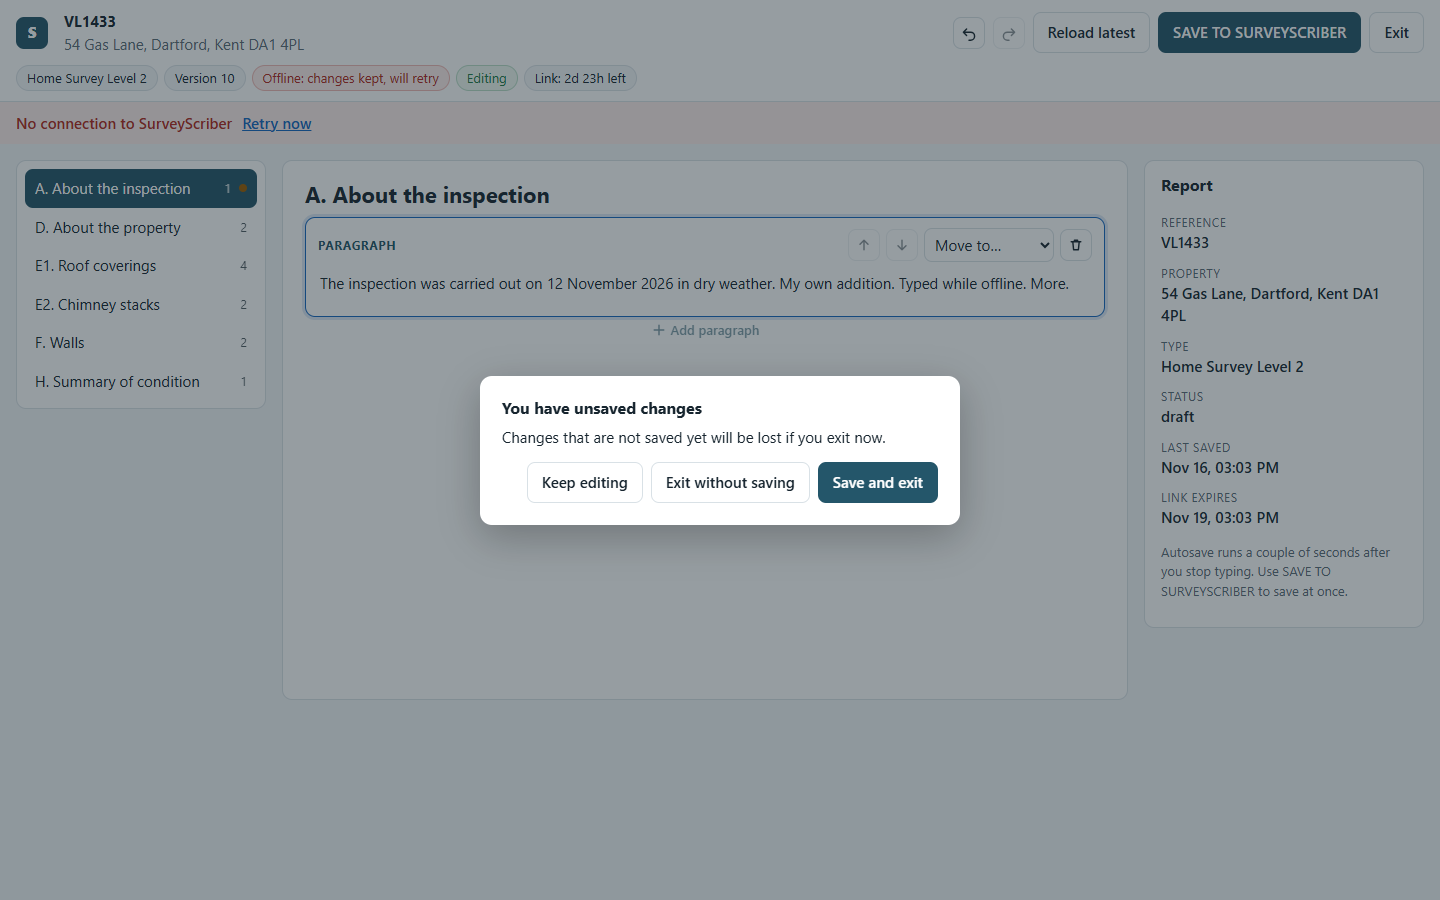 S
VL1433
54 Gas Lane, Dartford, Kent DA1 4PL
Reload latest
SAVE TO SURVEYSCRIBER
Exit
Home Survey Level 2
Version 10
Offline: changes kept, will retry
Editing
Link: 2d 23h left
No connection to SurveyScriber Retry now
A. About the inspection 1
D. About the property 2
E1. Roof coverings 4
E2. Chimney stacks 2
F. Walls 2
H. Summary of condition 1
A. About the inspection
PARAGRAPH
Move to...
The inspection was carried out on 12 November 2026 in dry weather. My own addition. Typed while offline. More.
+ Add paragraph
You have unsaved changes
Changes that are not saved yet will be lost if you exit now.
Keep editing
Exit without saving
Save and exit
Report
REFERENCE
VL1433
PROPERTY
54 Gas Lane, Dartford, Kent DA1
4PL
TYPE
Home Survey Level 2
STATUS
draft
LAST SAVED
Nov 16, 03:03 PM
LINK EXPIRES
Nov 19, 03:03 PM
Autosave runs a couple of seconds after
you stop typing. Use SAVE TO
SURVEYSCRIBER to save at once.